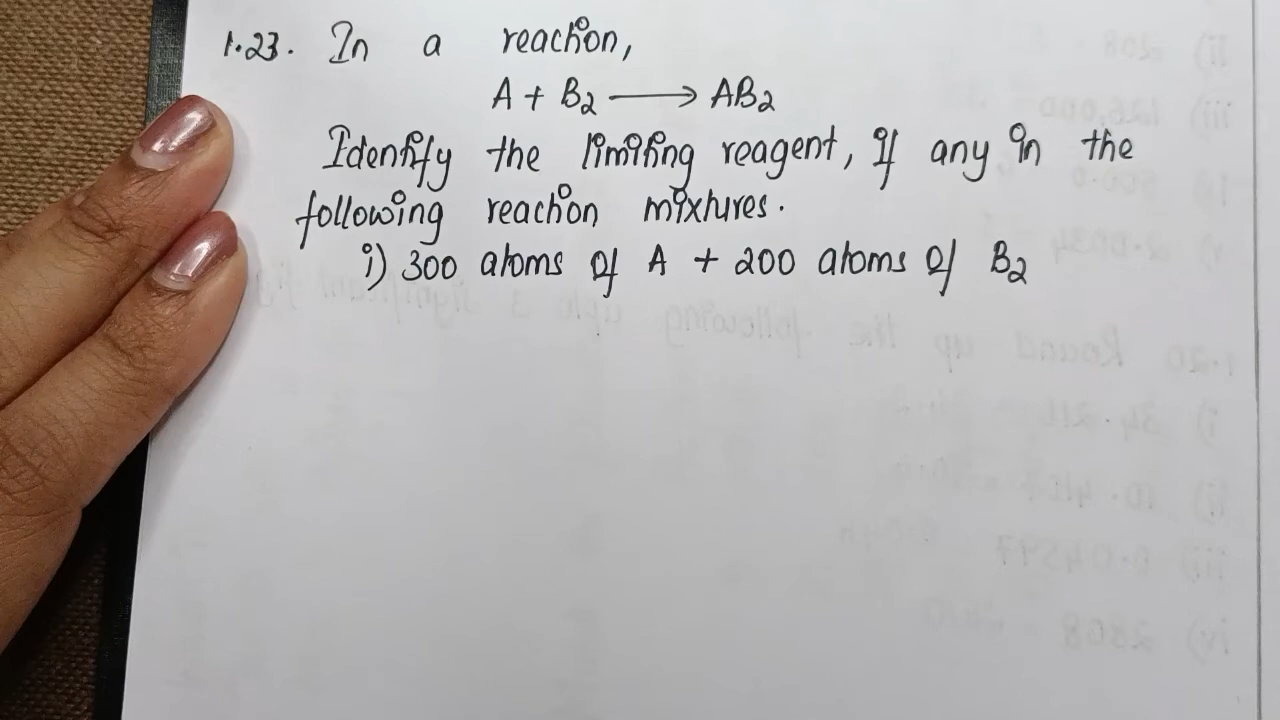 1.23. In a reaction,
A + B₂ ⟶ AB₂
Identify the limiting reagent, if any in the
following reaction mixtures.
i) 300 atoms of A + 200 atoms of B₂